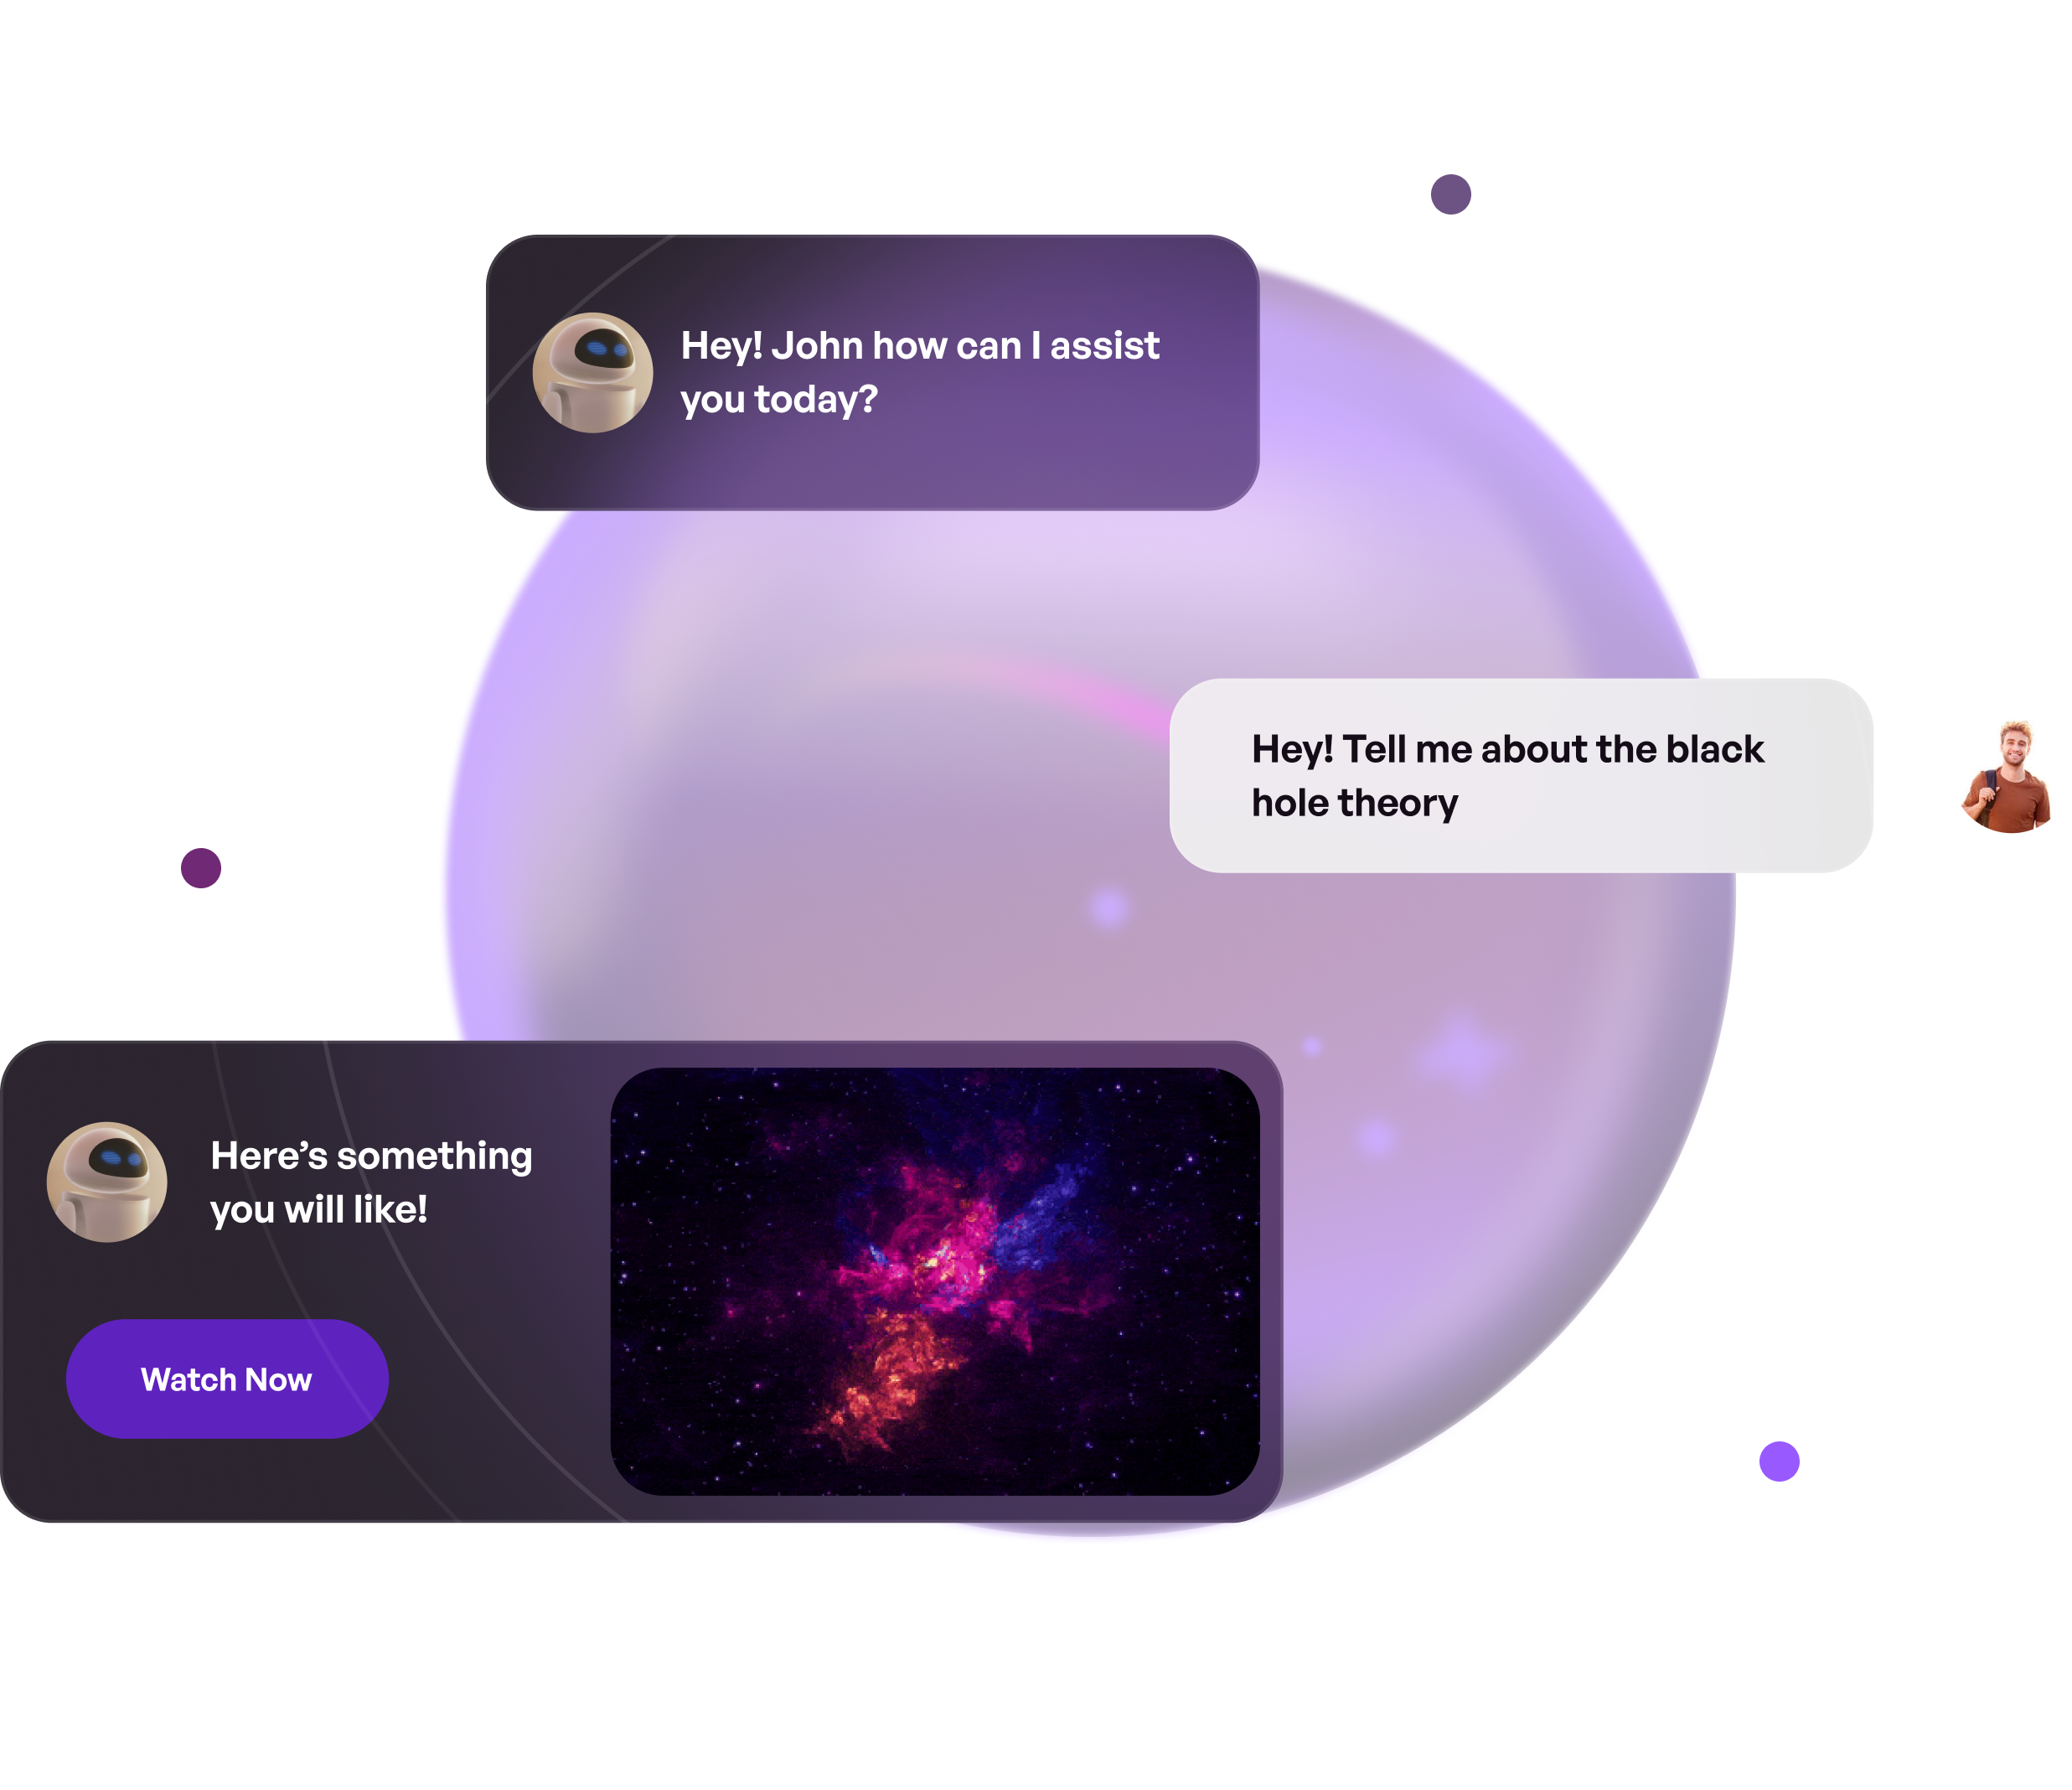 Hey! John how can I assist
you today?
Hey! Tell me about the black
hole theory
Here’s something
you will like!
Watch Now